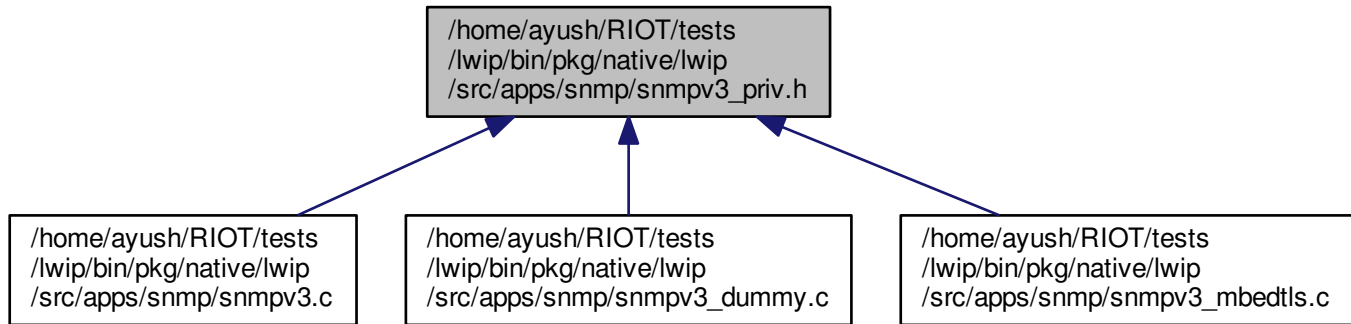 /home/ayush/RIOT/tests
/lwip/bin/pkg/native/lwip
/src/apps/snmp/snmpv3_priv.h
/home/ayush/RIOT/tests
/lwip/bin/pkg/native/lwip
/src/apps/snmp/snmpv3.c
/home/ayush/RIOT/tests
/lwip/bin/pkg/native/lwip
/src/apps/snmp/snmpv3_dummy.c
/home/ayush/RIOT/tests
/lwip/bin/pkg/native/lwip
/src/apps/snmp/snmpv3_mbedtls.c